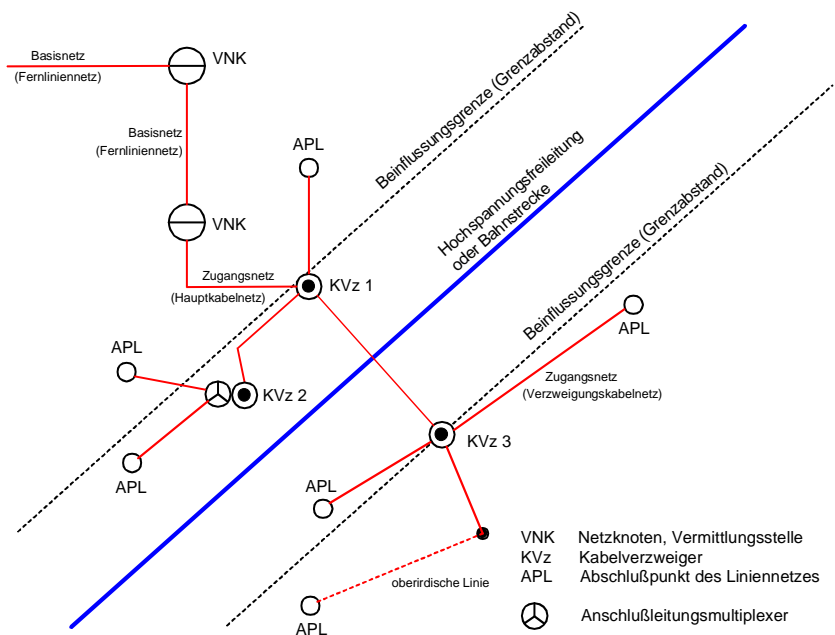 Basisnetz
(Fernliniennetz)
VNK
Basisnetz
(Fernliniennetz)
VNK
APL
Beinflussungsgrenze (Grenzabstand)
Hochspannungsfreileitung
oder Bahnstrecke
Beinflussungsgrenze (Grenzabstand)
Zugangsnetz
(Hauptkabelnetz)
KVz 1
APL
APL
KVz 2
APL
Zugangsnetz
(Verzweigungskabelnetz)
KVz 3
APL
oberirdische Linie
APL
VNK Netzknoten, Vermittlungsstelle
KVz Kabelverzweiger
APL Abschlußpunkt des Liniennetzes
Anschlußleitungsmultiplexer